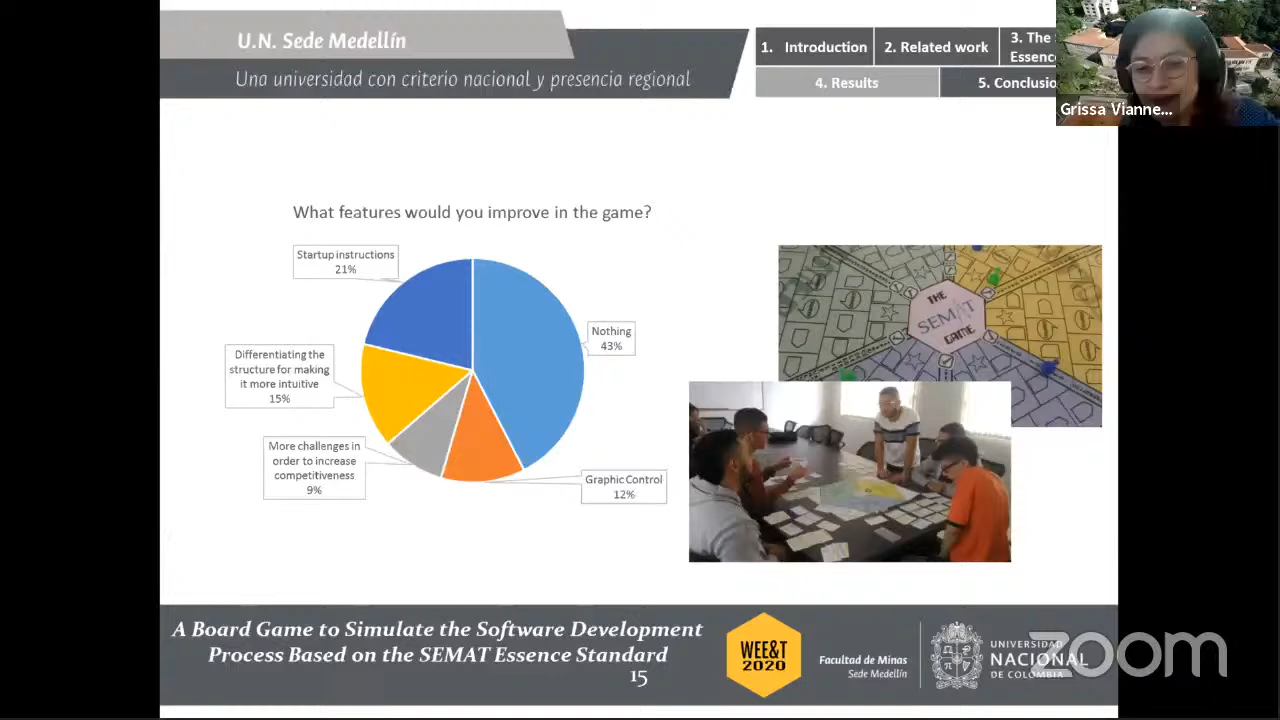 U.N. Sede Medellín
Una universidad con criterio nacional y presencia regional
1. Introduction
2. Related work
3. The
Essenc
4. Results
5. Conclusio
Grissa Vianne...
What features would you improve in the game?
Startup instructions
21%
Nothing
43%
Differentiating the
structure for making
it more intuitive
15%
More challenges in
order to increase
competitiveness
9%
Graphic Control
12%
THE
SEMAT
GAME
A Board Game to Simulate the Software Development
Process Based on the SEMAT Essence Standard
15
WEE&T
2020
Facultad de Minas
Sede Medellín
UNIVERSIDAD
NACIONAL
DE COLOMBIA
zoom